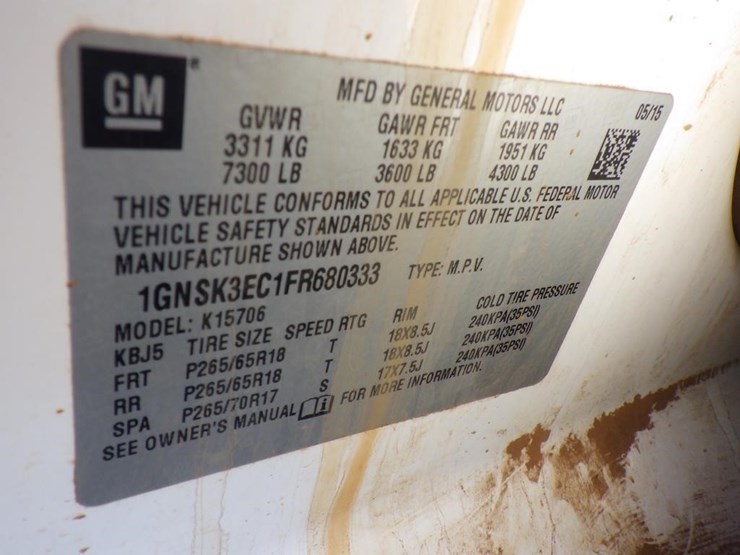 GM
MFD BY GENERAL MOTORS LLC 05/15
GVWR GAWR FRT GAWR RR
3311 KG 1633 KG 1951 KG
7300 LB 3600 LB 4300 LB
THIS VEHICLE CONFORMS TO ALL APPLICABLE U.S. FEDERAL MOTOR
VEHICLE SAFETY STANDARDS IN EFFECT ON THE DATE OF
MANUFACTURE SHOWN ABOVE.
1GNSK3EC1FR680333 TYPE: M.P.V.
MODEL: K15706
KBJ5 TIRE SIZE SPEED RTG RIM COLD TIRE PRESSURE
FRT P265/65R18 T 18X8.5J 240KPA(35PSI)
RR P265/65R18 T 18X8.5J 240KPA(35PSI)
SPA P265/70R17 S 17X7.5J 240KPA(35PSI)
SEE OWNER'S MANUAL i FOR MORE INFORMATION.